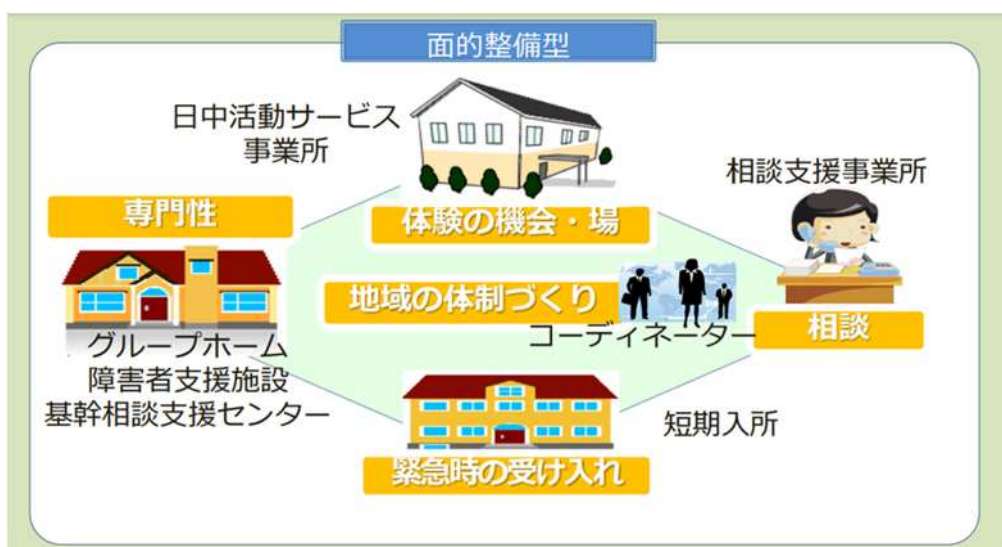 面的整備型
日中活動サービス
事業所
相談支援事業所
専門性
体験の機会・場
地域の体制づくり
コーディネーター
相談
グループホーム
障害者支援施設
基幹相談支援センター
短期入所
緊急時の受け入れ